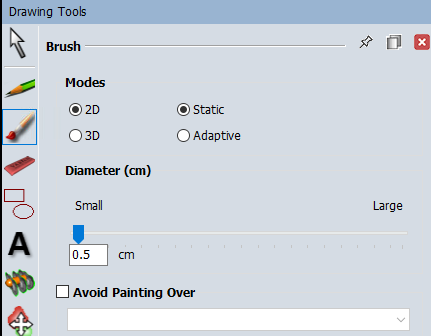 Drawing Tools
Brush
Modes
2D Static
3D Adaptive
Diameter (cm)
Small Large
0.5 cm
Avoid Painting Over
A